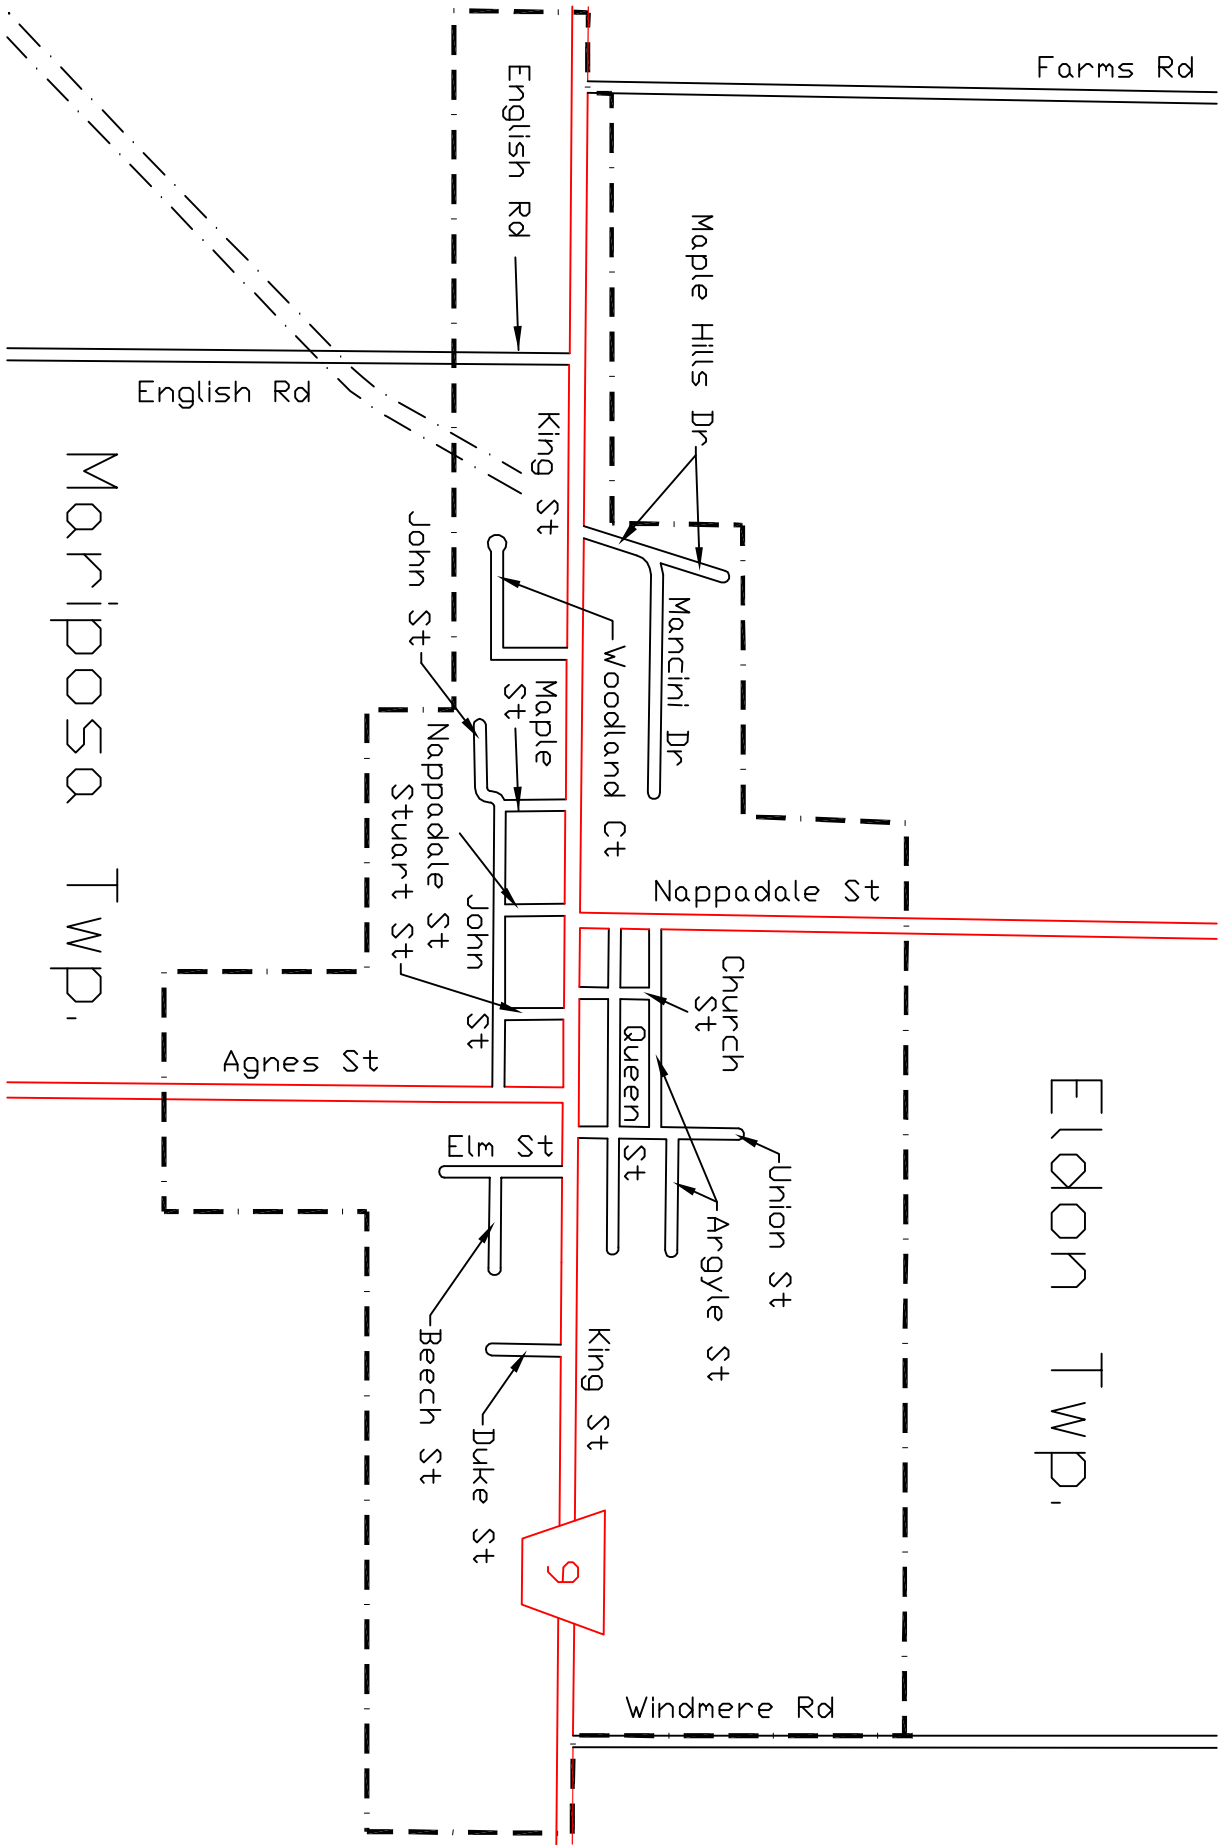 Farms Rd
English Rd
Maple Hills Dr
English Rd
King St
Mariposa Twp.
John St
Mancini Dr
Woodland Ct
Maple
St
Nappadale St
Stuart St
Nappadale St
John St
Church
St
Queen St
Agnes St
Elm St
Union St
Argyle St
Eldon Twp.
King St
Beech St
Duke St
9
Windmere Rd